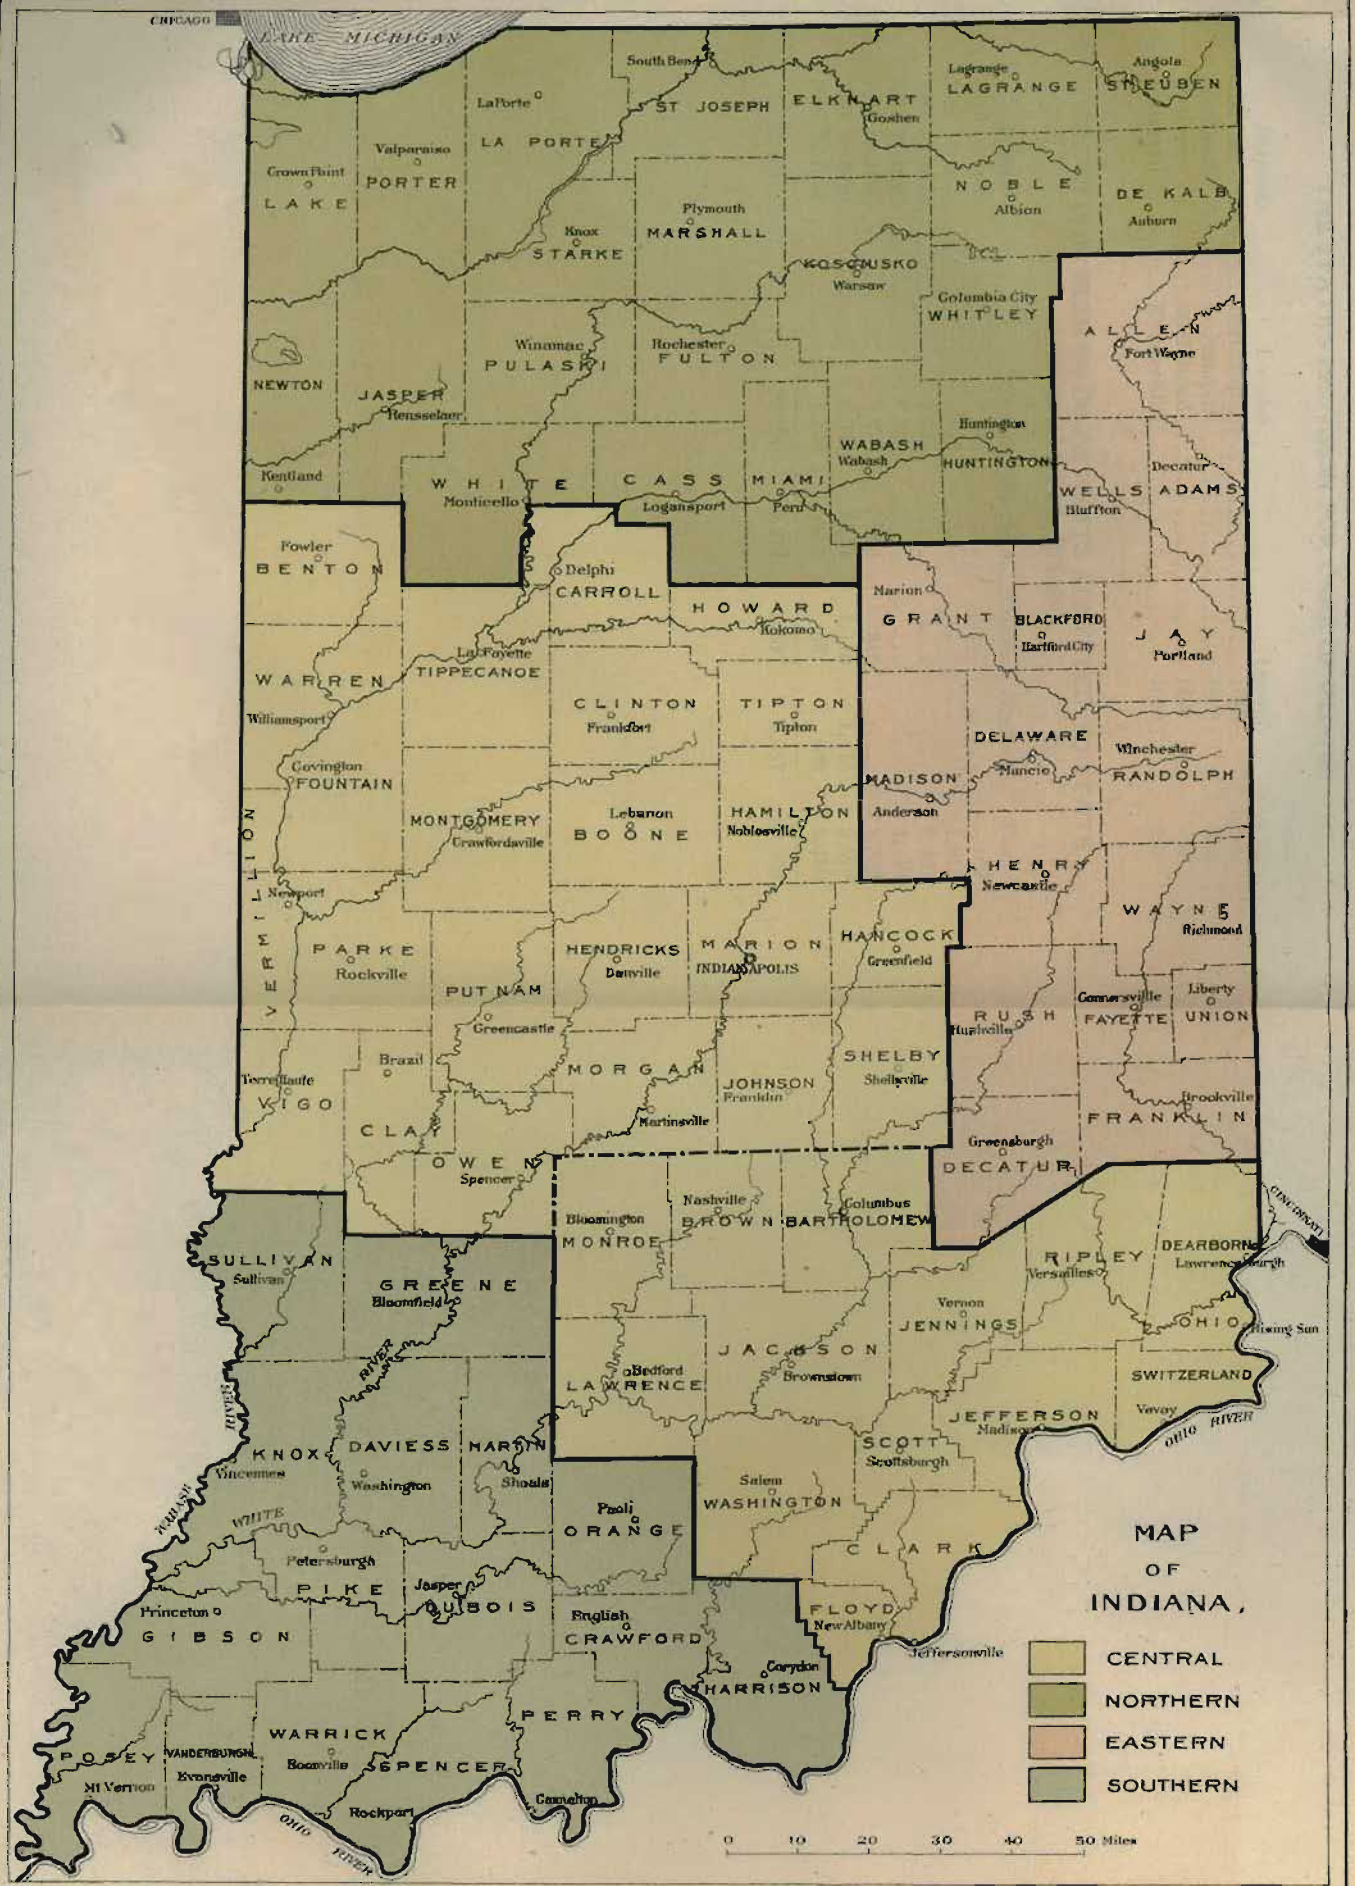 CHICAGO
LAKE MICHIGAN
South Bend
Angola
Lagrange
LAGRANGE
STEUBEN
LaPorte
ST JOSEPH
ELKHART
Goshen
LA PORTE
Valparaiso
PORTER
Crown Point
LAKE
NOBLE
Albion
DE KALB
Auburn
Plymouth
MARSHALL
Knox
STARKE
KOSCIUSKO
Warsaw
Columbia City
WHITLEY
ALLEN
Fort Wayne
Winamac
PULASKI
Rochester
FULTON
NEWTON
JASPER
Rensselaer
Huntington
HUNTINGTON
WABASH
Wabash
Decatur
WELLS
ADAMS
Bluffton
Kentland
WHITE
Monticello
CASS
Logansport
MIAMI
Peru
Fowler
BENTON
Delphi
CARROLL
HOWARD
Kokomo
Marion
GRANT
BLACKFORD
Hartford City
JAY
Portland
La Fayette
TIPPECANOE
WARREN
Williamsport
CLINTON
Frankfort
TIPTON
Tipton
DELAWARE
Muncie
Winchester
RANDOLPH
Covington
FOUNTAIN
MADISON
Anderson
MONTGOMERY
Crawfordsville
Lebanon
BOONE
HAMILTON
Noblesville
VERMILLION
Newport
HENRY
Newcastle
WAYNE
Richmond
PARKE
Rockville
HENDRICKS
Danville
MARION
INDIANAPOLIS
HANCOCK
Greenfield
PUTNAM
Greencastle
Connersville
FAYETTE
Liberty
UNION
RUSH
Rushville
Brazil
CLAY
Terre Haute
VIGO
MORGAN
Martinsville
JOHNSON
Franklin
SHELBY
Shelbyville
Brookville
FRANKLIN
Greensburgh
DECATUR
OWEN
Spencer
Bloomington
MONROE
Nashville
BROWN
Columbus
BARTHOLOMEW
CINCINNATI
SULLIVAN
Sullivan
GREENE
Bloomfield
RIPLEY
Versailles
DEARBORN
Lawrenceburgh
Vernon
JENNINGS
OHIO
Rising Sun
JACKSON
Brownstown
Bedford
LAWRENCE
SWITZERLAND
Vevay
RIVER
RIVER
JEFFERSON
Madison
OHIO RIVER
KNOX
Vincennes
DAVIESS
Washington
MARTIN
Shoals
SCOTT
Scottsburgh
Salem
WASHINGTON
WABASH
WHITE
Paoli
ORANGE
CLARK
Petersburgh
PIKE
Jasper
DUBOIS
Princeton
GIBSON
English
CRAWFORD
FLOYD
New Albany
Jeffersonville
Corydon
HARRISON
PERRY
WARRICK
Boonville
SPENCER
POSEY
Mt Vernon
VANDERBURGH
Evansville
Rockport
Cannelton
OHIO
RIVER
MAP
OF
INDIANA.
CENTRAL
NORTHERN
EASTERN
SOUTHERN
0 10 20 30 40 50 Miles